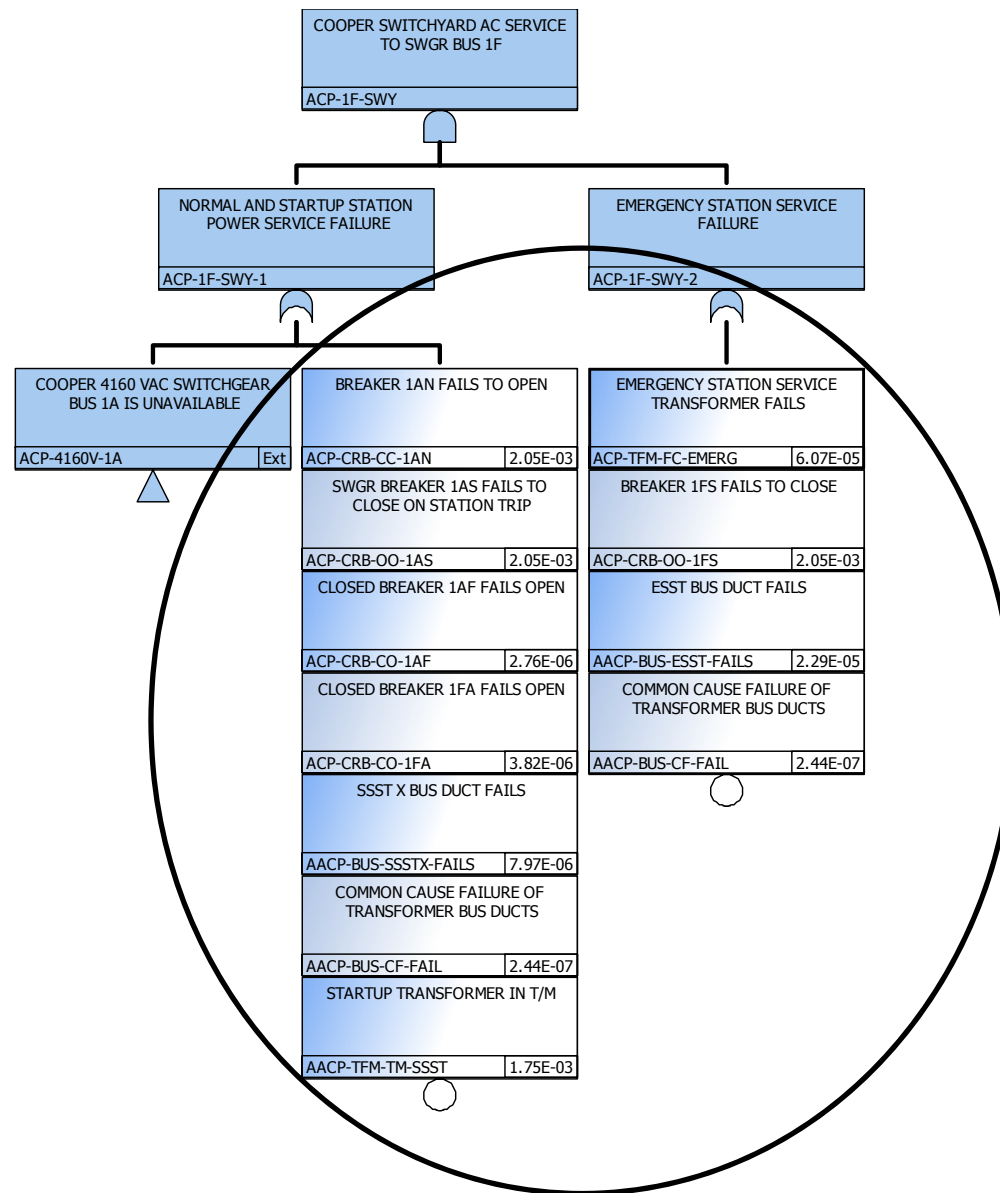 COOPER SWITCHYARD AC SERVICE
TO SWGR BUS 1F
ACP-1F-SWY
NORMAL AND STARTUP STATION
POWER SERVICE FAILURE
ACP-1F-SWY-1
EMERGENCY STATION SERVICE
FAILURE
ACP-1F-SWY-2
COOPER 4160 VAC SWITCHGEAR
BUS 1A IS UNAVAILABLE
ACP-4160V-1A Ext
BREAKER 1AN FAILS TO OPEN
ACP-CRB-CC-1AN 2.05E-03
SWGR BREAKER 1AS FAILS TO
CLOSE ON STATION TRIP
ACP-CRB-OO-1AS 2.05E-03
CLOSED BREAKER 1AF FAILS OPEN
ACP-CRB-CO-1AF 2.76E-06
CLOSED BREAKER 1FA FAILS OPEN
ACP-CRB-CO-1FA 3.82E-06
SSST X BUS DUCT FAILS
AACP-BUS-SSSTX-FAILS 7.97E-06
COMMON CAUSE FAILURE OF
TRANSFORMER BUS DUCTS
AACP-BUS-CF-FAIL 2.44E-07
STARTUP TRANSFORMER IN T/M
AACP-TFM-TM-SSST 1.75E-03
EMERGENCY STATION SERVICE
TRANSFORMER FAILS
ACP-TFM-FC-EMERG 6.07E-05
BREAKER 1FS FAILS TO CLOSE
ACP-CRB-OO-1FS 2.05E-03
ESST BUS DUCT FAILS
AACP-BUS-ESST-FAILS 2.29E-05
COMMON CAUSE FAILURE OF
TRANSFORMER BUS DUCTS
AACP-BUS-CF-FAIL 2.44E-07